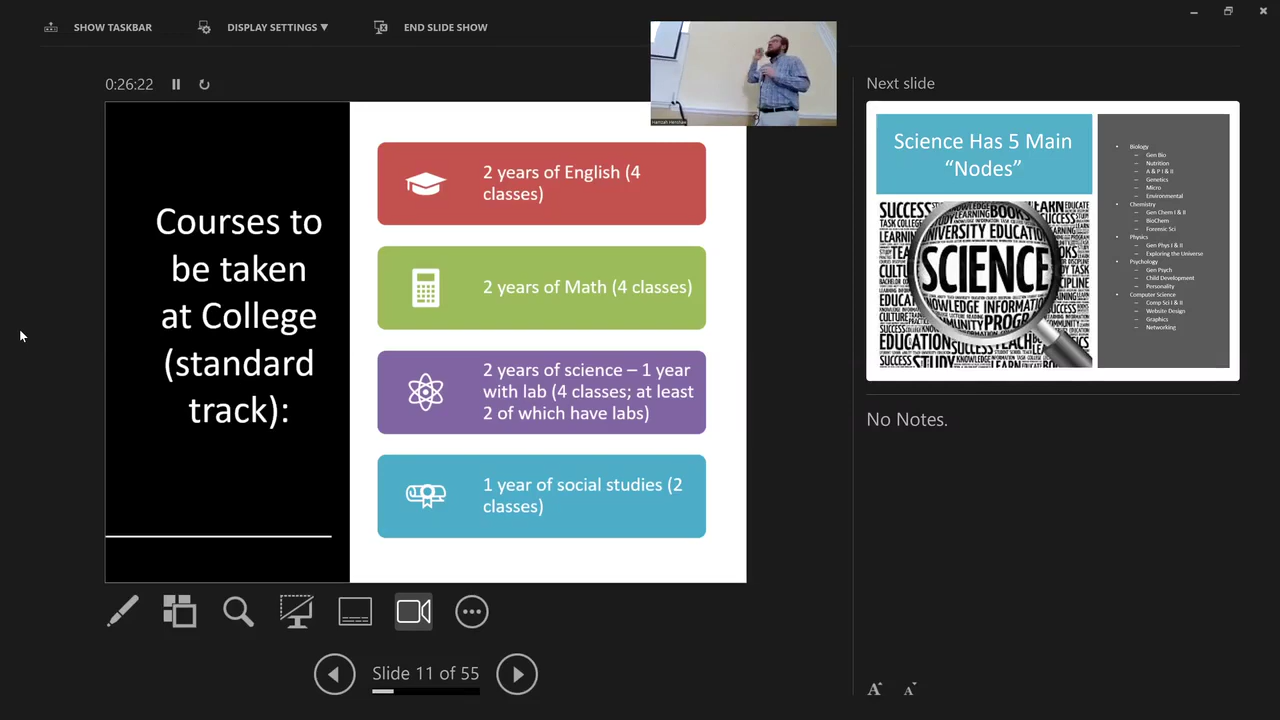 SHOW TASKBAR
DISPLAY SETTINGS ▼
END SLIDE SHOW
0:26:22
Courses to
be taken
at College
(standard
track):
2 years of English (4
classes)
2 years of Math (4 classes)
2 years of science – 1 year
with lab (4 classes; at least
2 of which have labs)
1 year of social studies (2
classes)
Slide 11 of 55
Next slide
Science Has 5 Main
“Nodes”
SCIENCE
• Biology
– Gen Bio
– Nutrition
– A & P I & II
– Genetics
– Micro
– Environmental
• Chemistry
– Gen Chem I & II
– BioChem
– Forensic Sci
• Physics
– Gen Phys I & II
– Exploring the Universe
• Psychology
– Gen Psych
– Child Development
– Personality
• Computer Science
– Comp Sci I & II
– Website Design
– Graphics
– Networking
No Notes.
A A